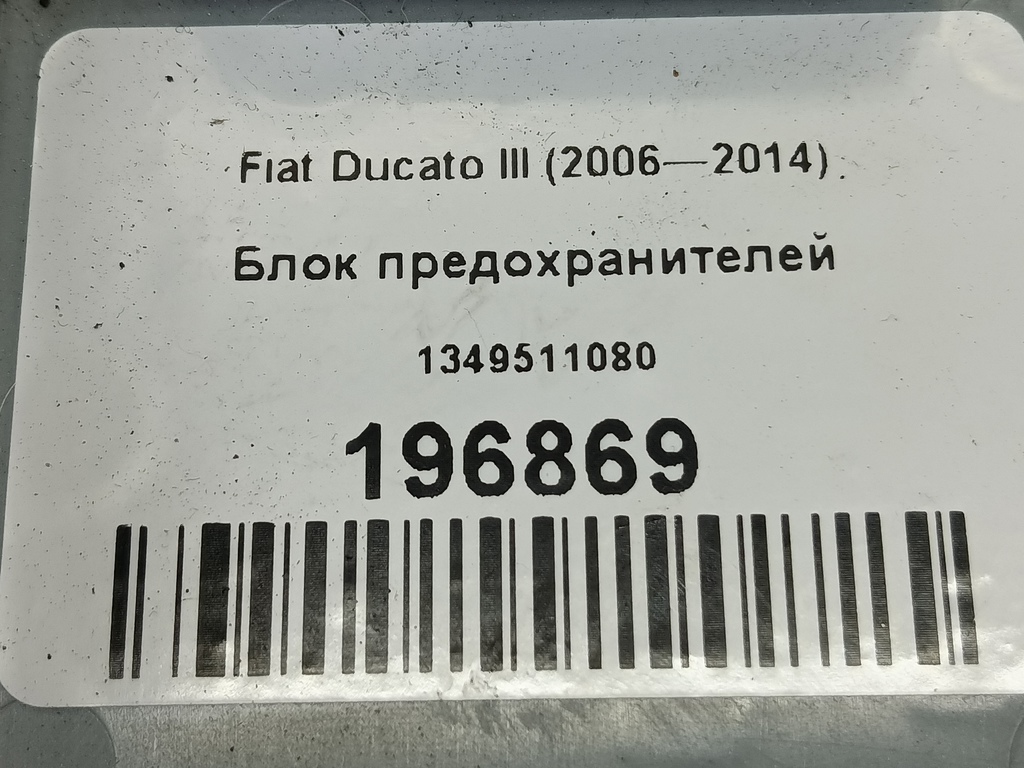 Fiat Ducato III (2006—2014)
Блок предохранителей
1349511080
196869